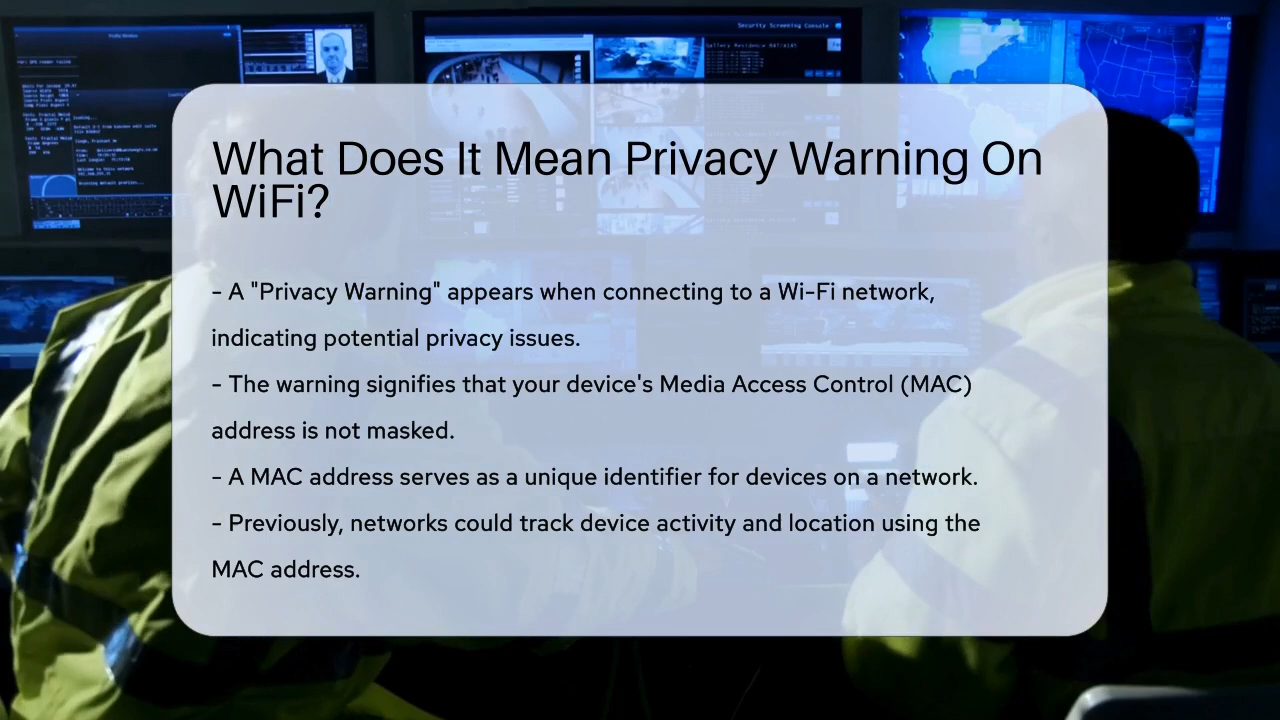 Security Screening Console
What Does It Mean Privacy Warning On
WiFi?
- A "Privacy Warning" appears when connecting to a Wi-Fi network,
indicating potential privacy issues.
- The warning signifies that your device's Media Access Control (MAC)
address is not masked.
- A MAC address serves as a unique identifier for devices on a network.
- Previously, networks could track device activity and location using the
MAC address.